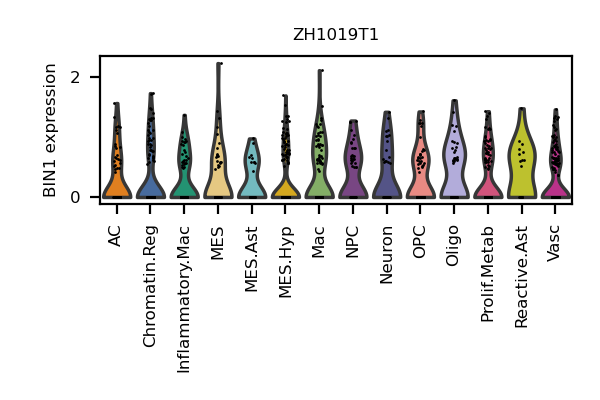 ZH1019T1
BIN1 expression
2
0
AC
Chromatin.Reg
Inflammatory.Mac
MES
MES.Ast
MES.Hyp
Mac
NPC
Neuron
OPC
Oligo
Prolif.Metab
Reactive.Ast
Vasc